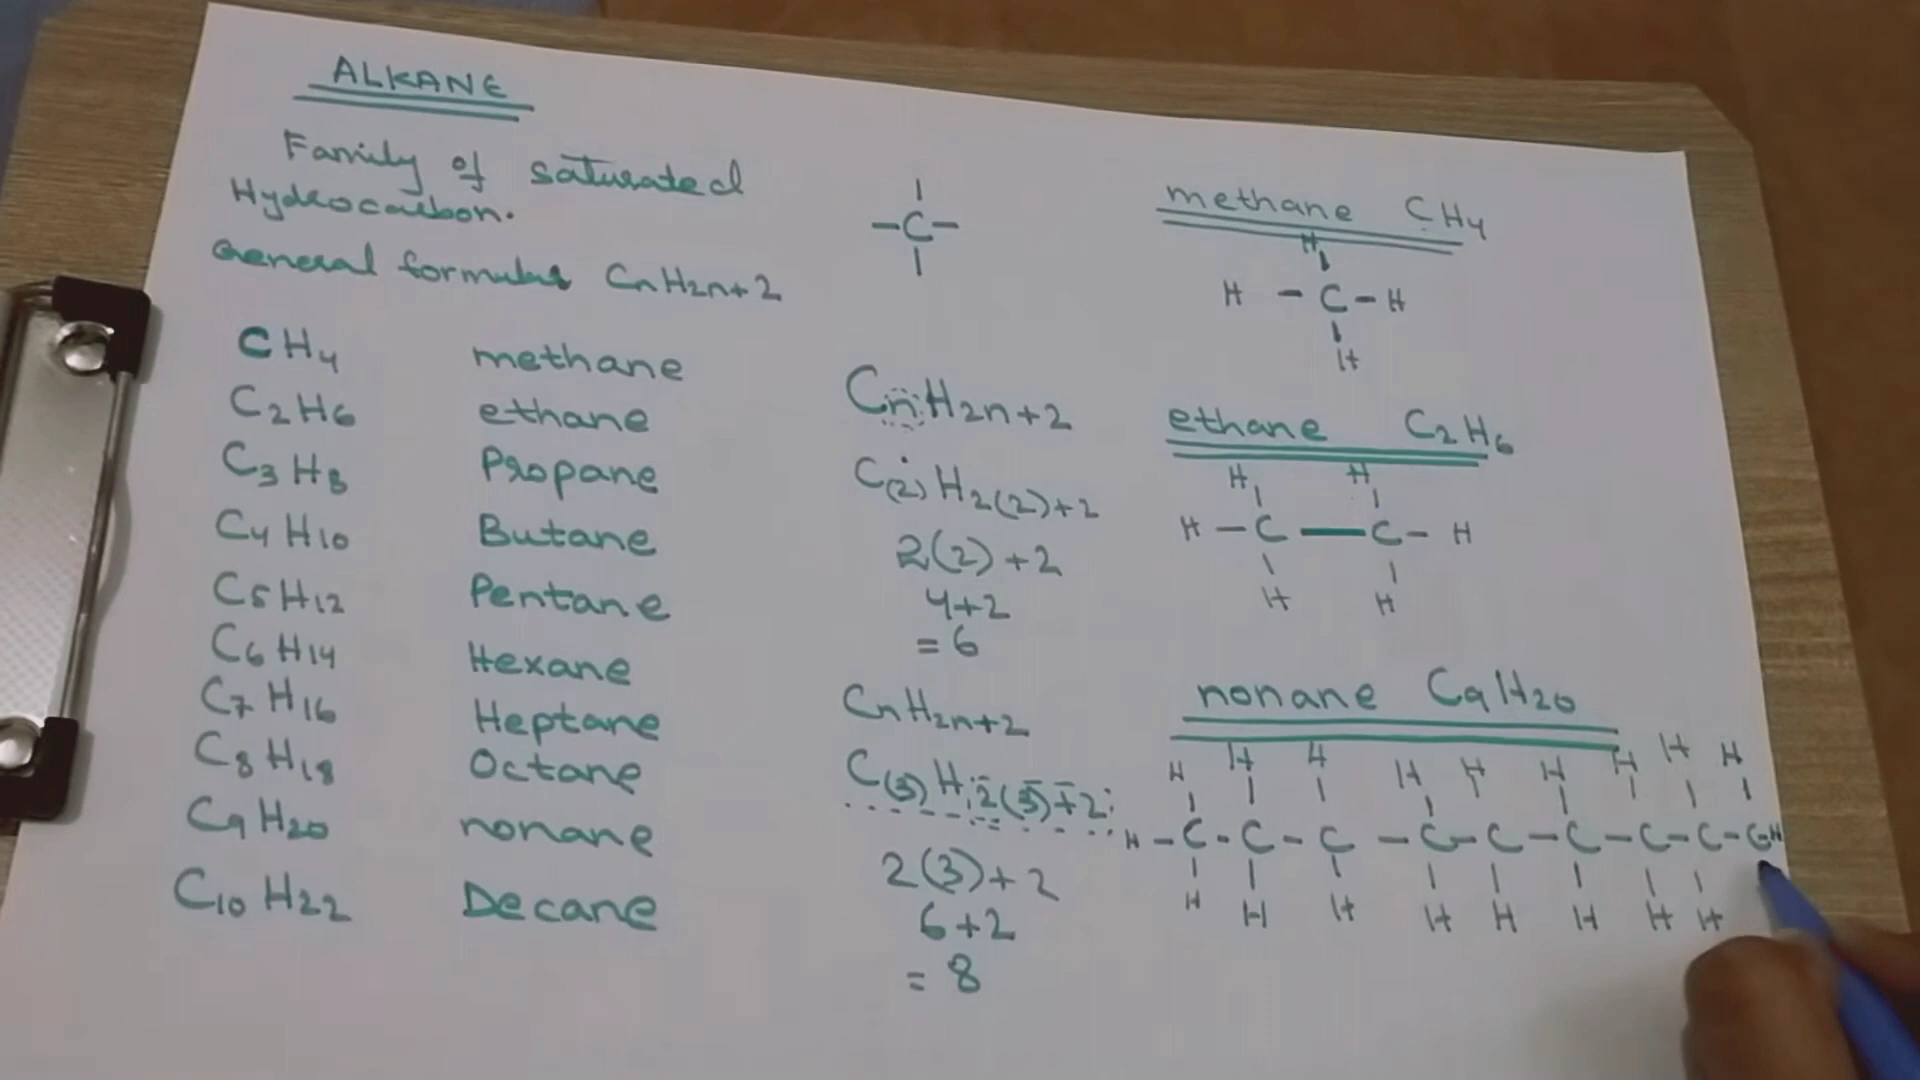 ALKANE
Family of saturated
Hydrocarbon.
General formula CnH2n+2
CH4 methane
C2H6 ethane
C3H8 Propane
C4H10 Butane
C5H12 Pentane
C6H14 Hexane
C7H16 Heptane
C8H18 Octane
C9H20 nonane
C10H22 Decane
-C-
CnH2n+2
C(2)H2(2)+2
2(2)+2
4+2
=6
CnH2n+2
C(3)H2(3)+2
2(3)+2
6+2
=8
methane CH4
H
H - C - H
H
ethane C2H6
H H
H - C - C - H
H H
nonane C9H20
H H H H H H H H H
H - C - C - C - C - C - C - C - C - C - H
H H H H H H H H